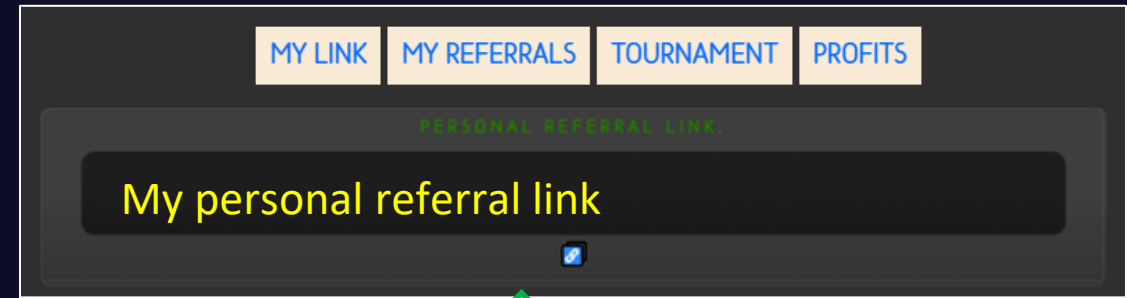 MY LINK MY REFERRALS TOURNAMENT PROFITS
PERSONAL REFERRAL LINK:
My personal referral link